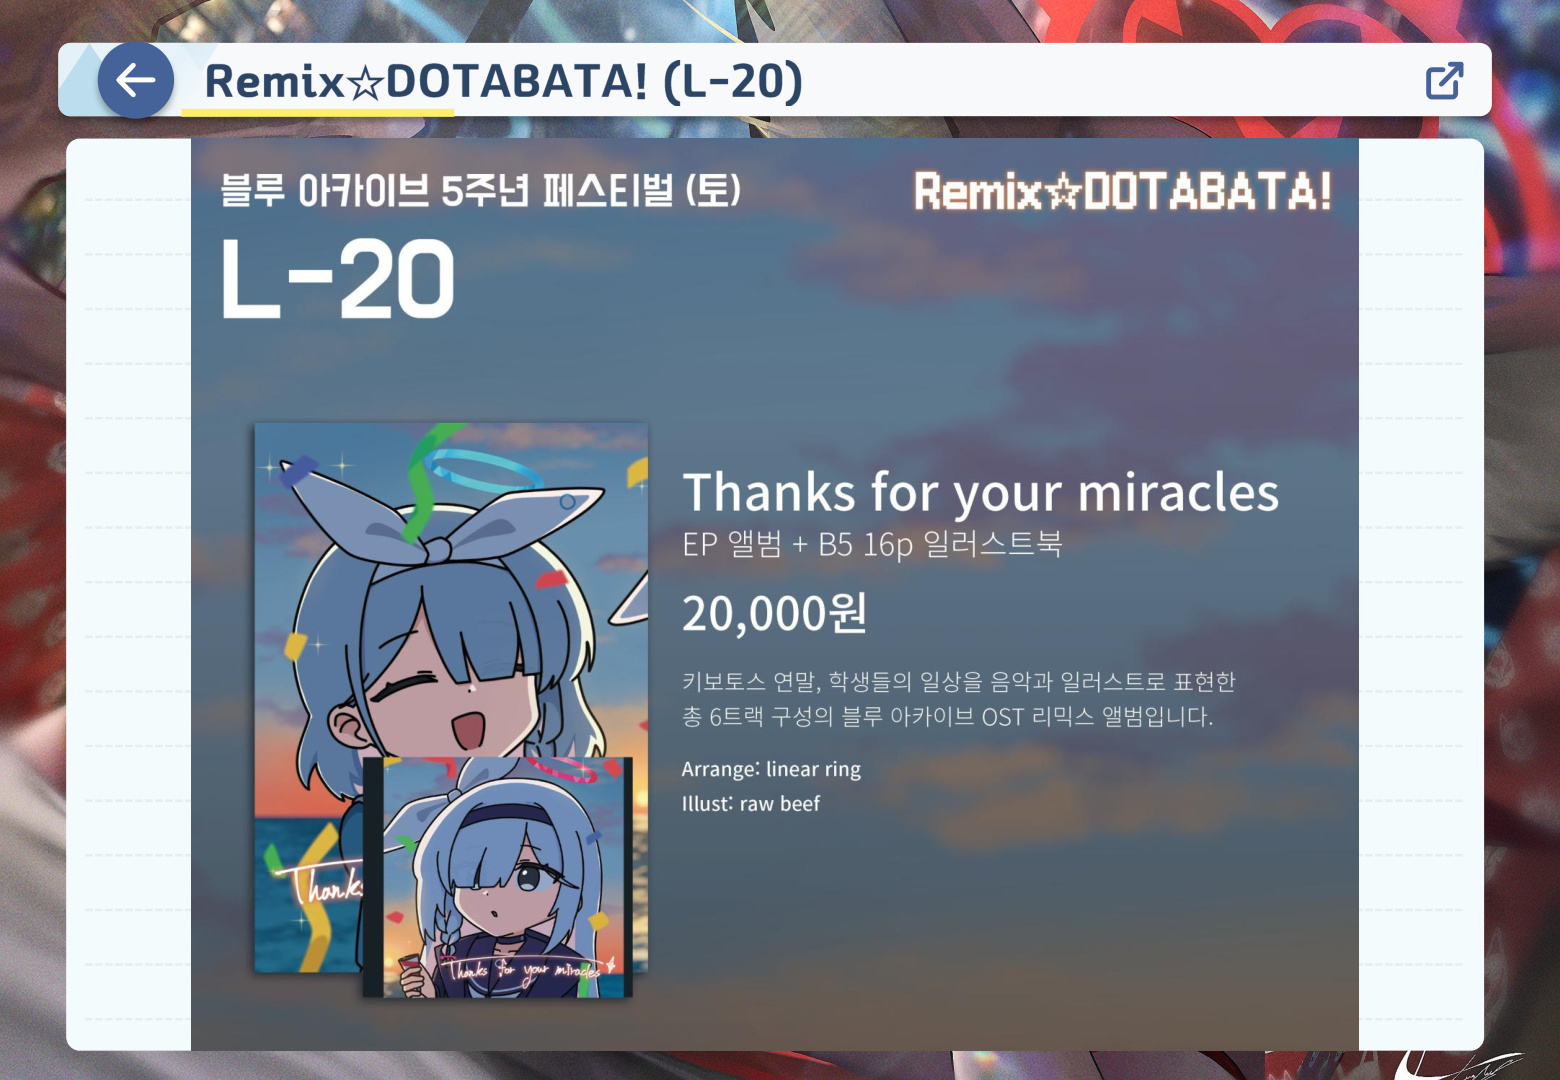 Remix☆DOTABATA! (L-20)
블루 아카이브 5주년 페스티벌 (토)
Remix☆DOTABATA!
L-20
Thanks for your miracles
EP 앨범 + B5 16p 일러스트북
20,000원
키보토스 연말, 학생들의 일상을 음악과 일러스트로 표현한
총 6트랙 구성의 블루 아카이브 OST 리믹스 앨범입니다.
Arrange: linear ring
Illust: raw beef
Thanks
Thanks for your miracles